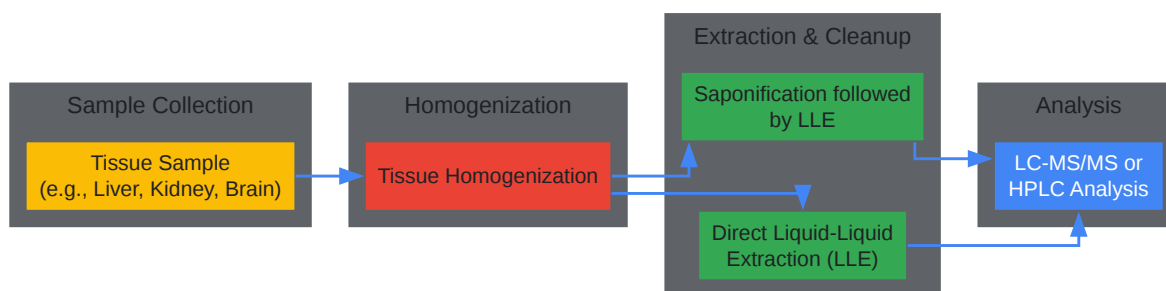 Sample Collection
Tissue Sample
(e.g., Liver, Kidney, Brain)
Homogenization
Tissue Homogenization
Extraction & Cleanup
Saponification followed
by LLE
Direct Liquid-Liquid
Extraction (LLE)
Analysis
LC-MS/MS or
HPLC Analysis